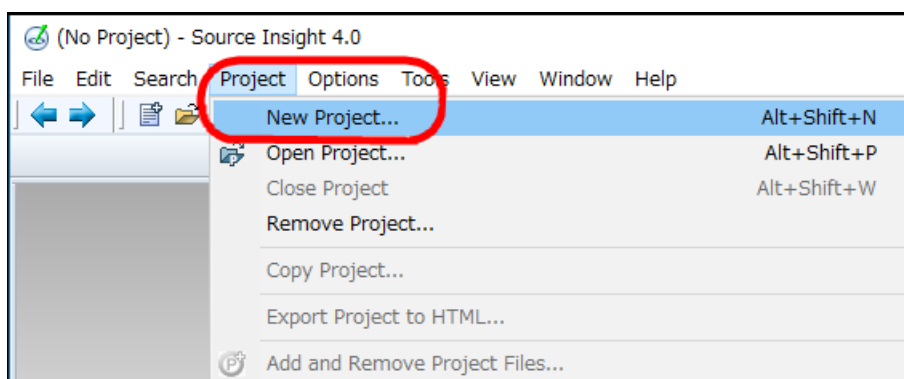 (No Project) - Source Insight 4.0
File Edit Search Project Options Tools View Window Help
New Project... Alt+Shift+N
Open Project... Alt+Shift+P
Close Project Alt+Shift+W
Remove Project...
Copy Project...
Export Project to HTML...
Add and Remove Project Files...